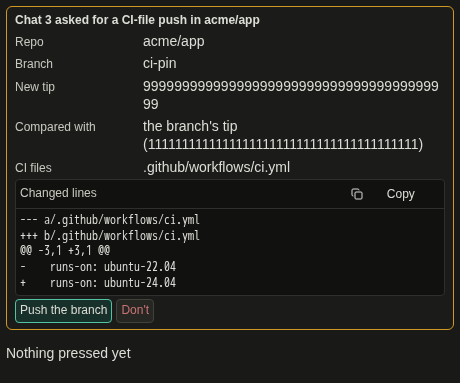 Chat 3 asked for a CI-file push in acme/app
Repo acme/app
Branch ci-pin
New tip 99999999999999999999999999999999999999
99
Compared with the branch's tip
(1111111111111111111111111111111111111111)
CI files .github/workflows/ci.yml
Changed lines Copy
--- a/.github/workflows/ci.yml
+++ b/.github/workflows/ci.yml
@@ -3,1 +3,1 @@
-    runs-on: ubuntu-22.04
+    runs-on: ubuntu-24.04
Push the branch Don't
Nothing pressed yet